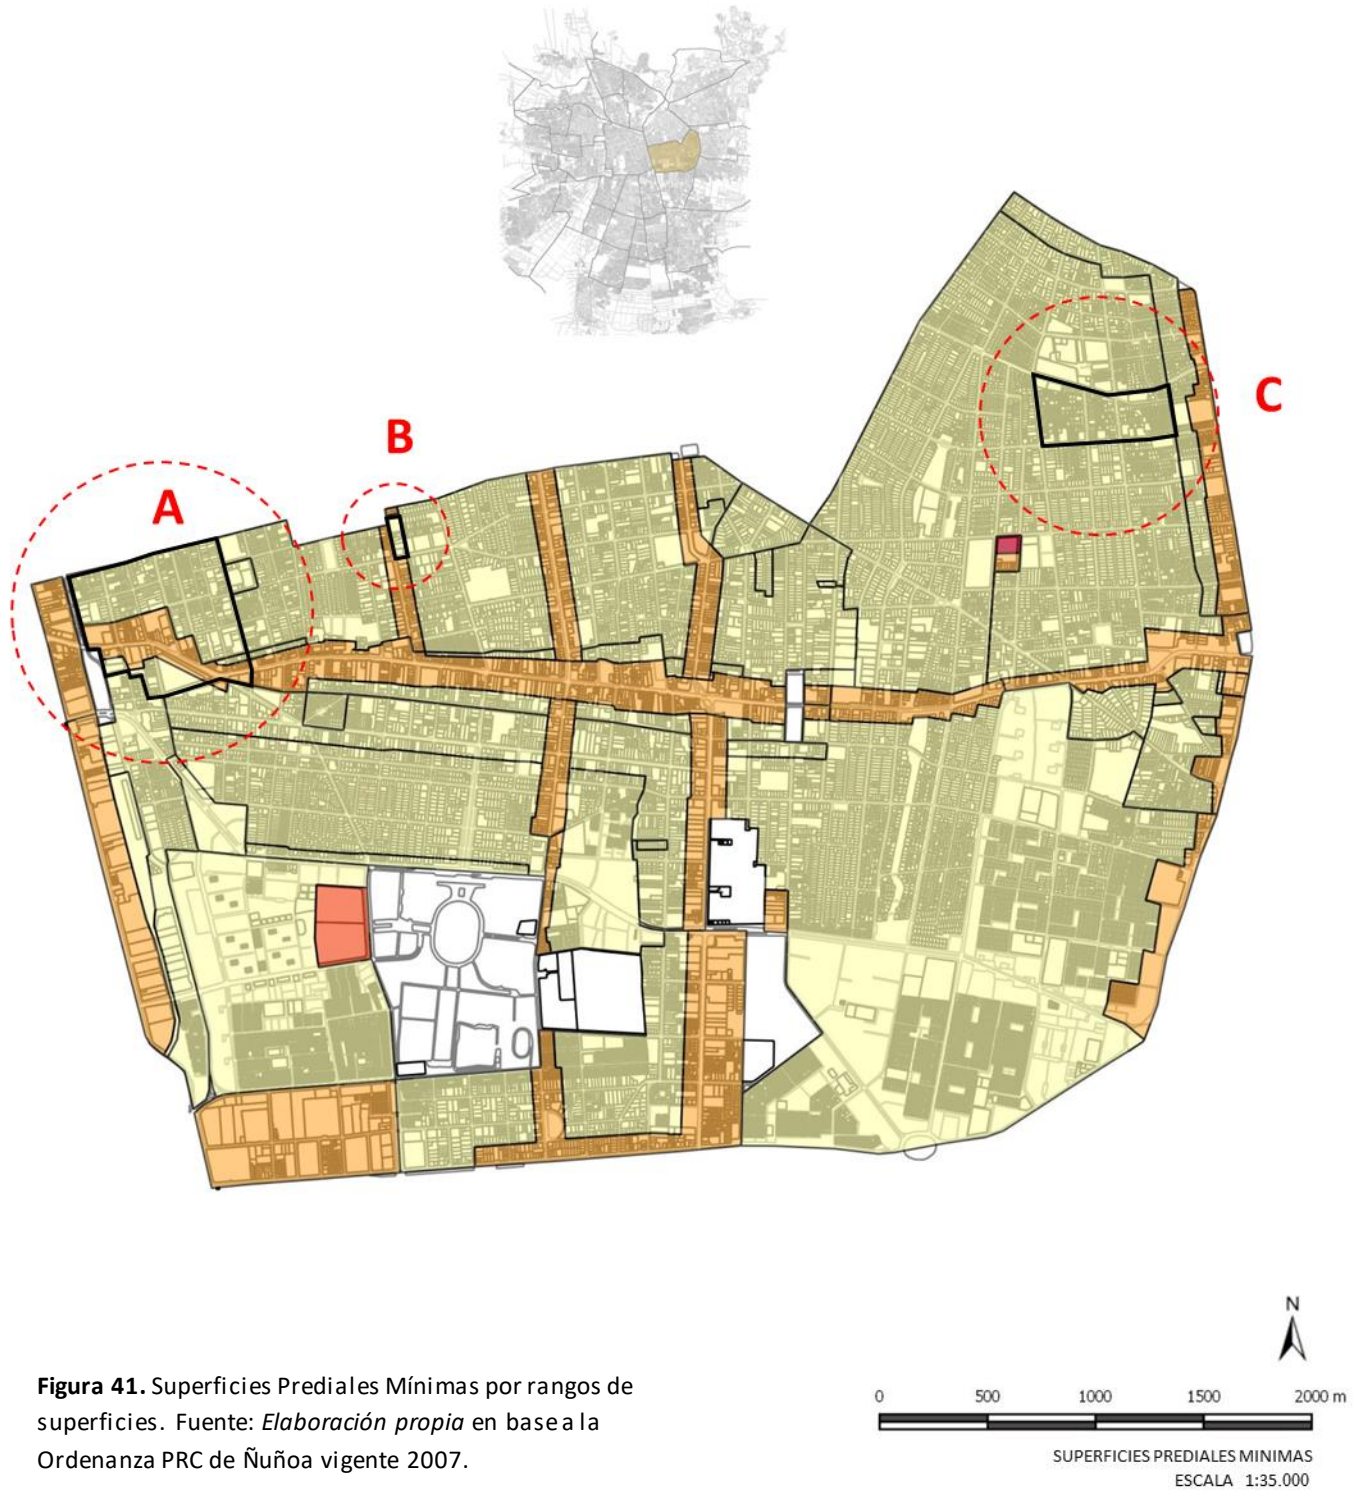 C
B
A
N
0 500 1000 1500 2000 m
SUPERFICIES PREDIALES MINIMAS
ESCALA 1:35.000
Figura 41. Superficies Prediales Mínimas por rangos de
superficies. Fuente: Elaboración propia en base a la
Ordenanza PRC de Ñuñoa vigente 2007.